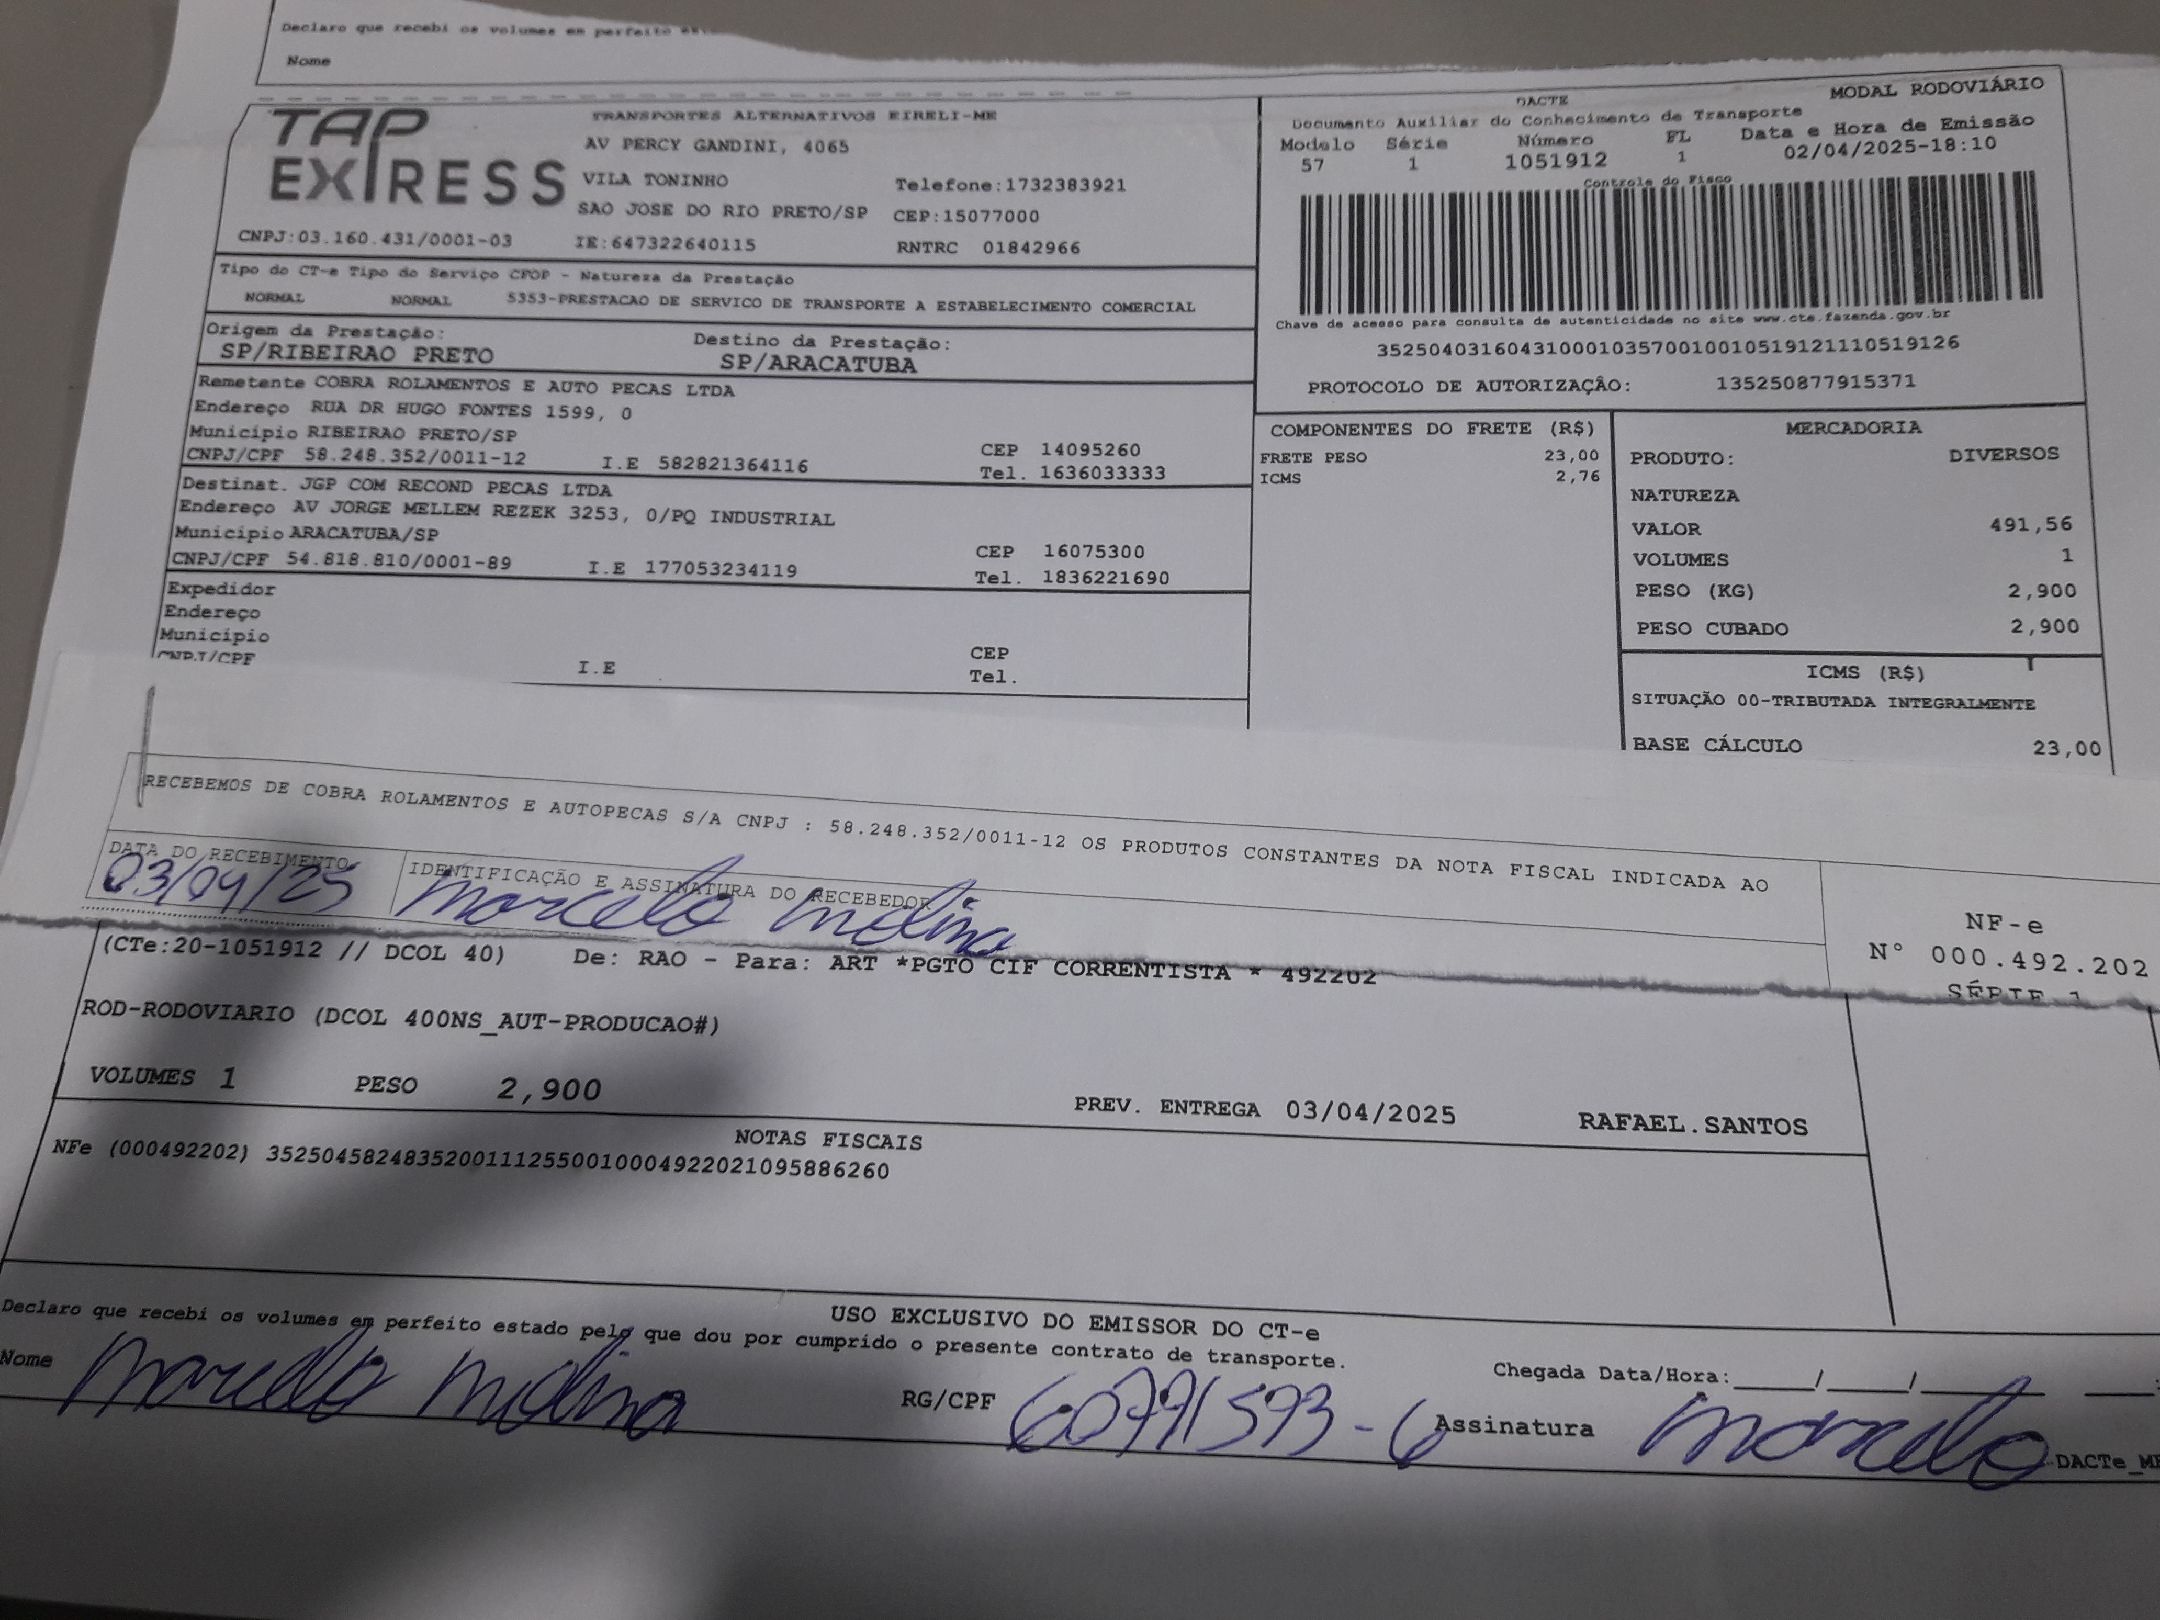 Declaro que recebi os volumes em perfeito
Nome
TAP EXPRESS
TRANSPORTES ALTERNATIVOS EIRELI-ME
AV PERCY GANDINI, 4065
VILA TONINHO Telefone:1732383921
SAO JOSE DO RIO PRETO/SP CEP:15077000
CNPJ:03.160.431/0001-03 IE:647322640115 RNTRC 01842966
DACTE MODAL RODOVIÁRIO
Documento Auxiliar do Conhecimento de Transporte
Modelo Série Número FL Data e Hora de Emissão
57 1 1051912 1 02/04/2025-18:10
Controle do Fisco
Chave de acesso para consulta de autenticidade no site www.cte.fazenda.gov.br
35250403160431000103570010010519121110519126
PROTOCOLO DE AUTORIZAÇÃO: 135250877915371
Tipo do CT-e Tipo do Serviço CFOP - Natureza da Prestação
NORMAL NORMAL 5353-PRESTACAO DE SERVICO DE TRANSPORTE A ESTABELECIMENTO COMERCIAL
Origem da Prestação: Destino da Prestação:
SP/RIBEIRAO PRETO SP/ARACATUBA
Remetente COBRA ROLAMENTOS E AUTO PECAS LTDA
Endereço RUA DR HUGO FONTES 1599, 0
Município RIBEIRAO PRETO/SP CEP 14095260
CNPJ/CPF 58.248.352/0011-12 I.E 582821364116 Tel. 1636033333
Destinat. JGP COM RECOND PECAS LTDA
Endereço AV JORGE MELLEM REZEK 3253, 0/PQ INDUSTRIAL
Município ARACATUBA/SP CEP 16075300
CNPJ/CPF 54.818.810/0001-89 I.E 177053234119 Tel. 1836221690
Expedidor
Endereço
Município CEP
CNPJ/CPF I.E Tel.
COMPONENTES DO FRETE (R$)
FRETE PESO 23,00
ICMS 2,76
MERCADORIA
PRODUTO: DIVERSOS
NATUREZA
VALOR 491,56
VOLUMES 1
PESO (KG) 2,900
PESO CUBADO 2,900
ICMS (R$)
SITUAÇÃO 00-TRIBUTADA INTEGRALMENTE
BASE CÁLCULO 23,00
RECEBEMOS DE COBRA ROLAMENTOS E AUTOPECAS S/A CNPJ : 58.248.352/0011-12 OS PRODUTOS CONSTANTES DA NOTA FISCAL INDICADA AO
DATA DO RECEBIMENTO IDENTIFICAÇÃO E ASSINATURA DO RECEBEDOR
03/04/25 Marcelo Medina
NF-e
N° 000.492.202
SÉRIE 1
(CTe:20-1051912 // DCOL 40) De: RAO - Para: ART *PGTO CIF CORRENTISTA * 492202
ROD-RODOVIARIO (DCOL 400NS_AUT-PRODUCAO#)
VOLUMES 1 PESO 2,900 PREV. ENTREGA 03/04/2025 RAFAEL.SANTOS
NOTAS FISCAIS
NFe (000492202) 35250458248352001112550010004922021095886260
USO EXCLUSIVO DO EMISSOR DO CT-e
Declaro que recebi os volumes em perfeito estado pelo que dou por cumprido o presente contrato de transporte.
Chegada Data/Hora:_____/_____/_______ ____:
Nome Marcelo Medina RG/CPF 60791593-6 Assinatura Marcelo
DACTe_M